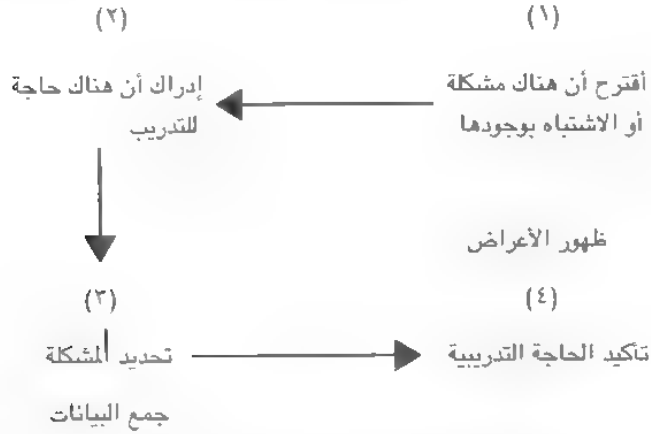 (١)
أقترح أن هناك مشكلة
أو الاشتباه بوجودها
ظهور الأعراض
(٢)
إدراك أن هناك حاجة
للتدريب
(٣)
تحديد المشكلة
جمع البيانات
(٤)
تأكيد الحاجة التدريبية